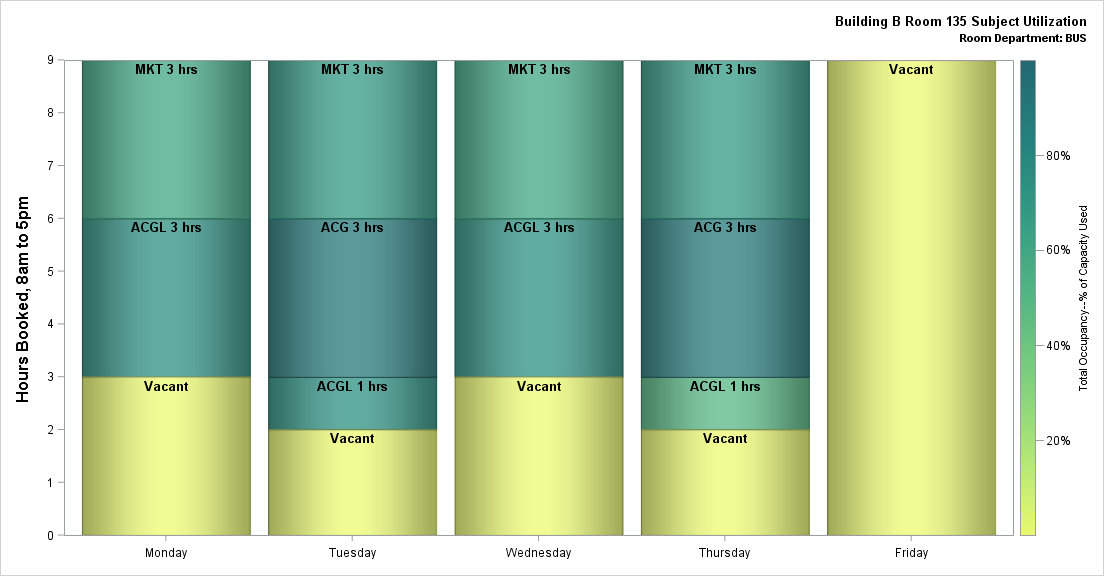 Building B Room 135 Subject Utilization
Room Department: BUS
Hours Booked, 8am to 5pm
9
8
7
6
5
4
3
2
1
0
MKT 3 hrs
ACGL 3 hrs
Vacant
MKT 3 hrs
ACG 3 hrs
ACGL 1 hrs
Vacant
MKT 3 hrs
ACGL 3 hrs
Vacant
MKT 3 hrs
ACG 3 hrs
ACGL 1 hrs
Vacant
Vacant
Monday
Tuesday
Wednesday
Thursday
Friday
80%
60%
40%
20%
Total Occupancy--% of Capacity Used